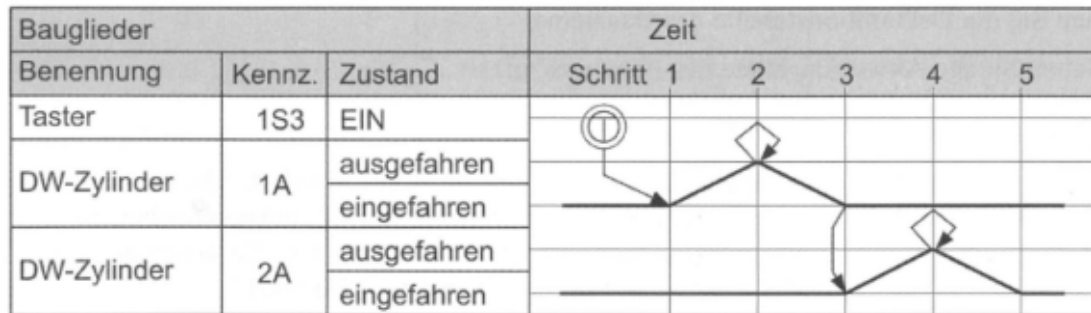 Bauglieder Zeit
Benennung Kennz. Zustand Schritt 1 2 3 4 5
Taster 1S3 EIN
DW-Zylinder 1A ausgefahren
eingefahren
DW-Zylinder 2A ausgefahren
eingefahren